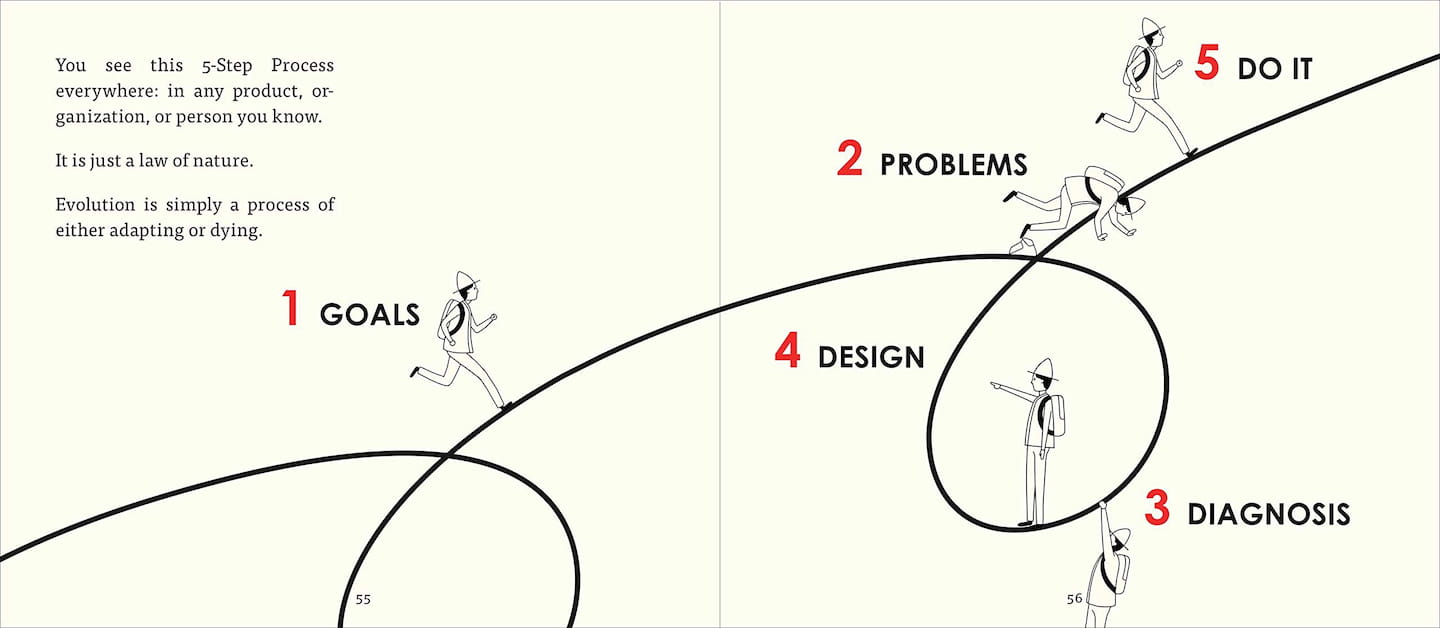 You see this 5-Step Process
everywhere: in any product, or-
ganization, or person you know.
It is just a law of nature.
Evolution is simply a process of
either adapting or dying.
1 GOALS
55
5 DO IT
2 PROBLEMS
4 DESIGN
3 DIAGNOSIS
56